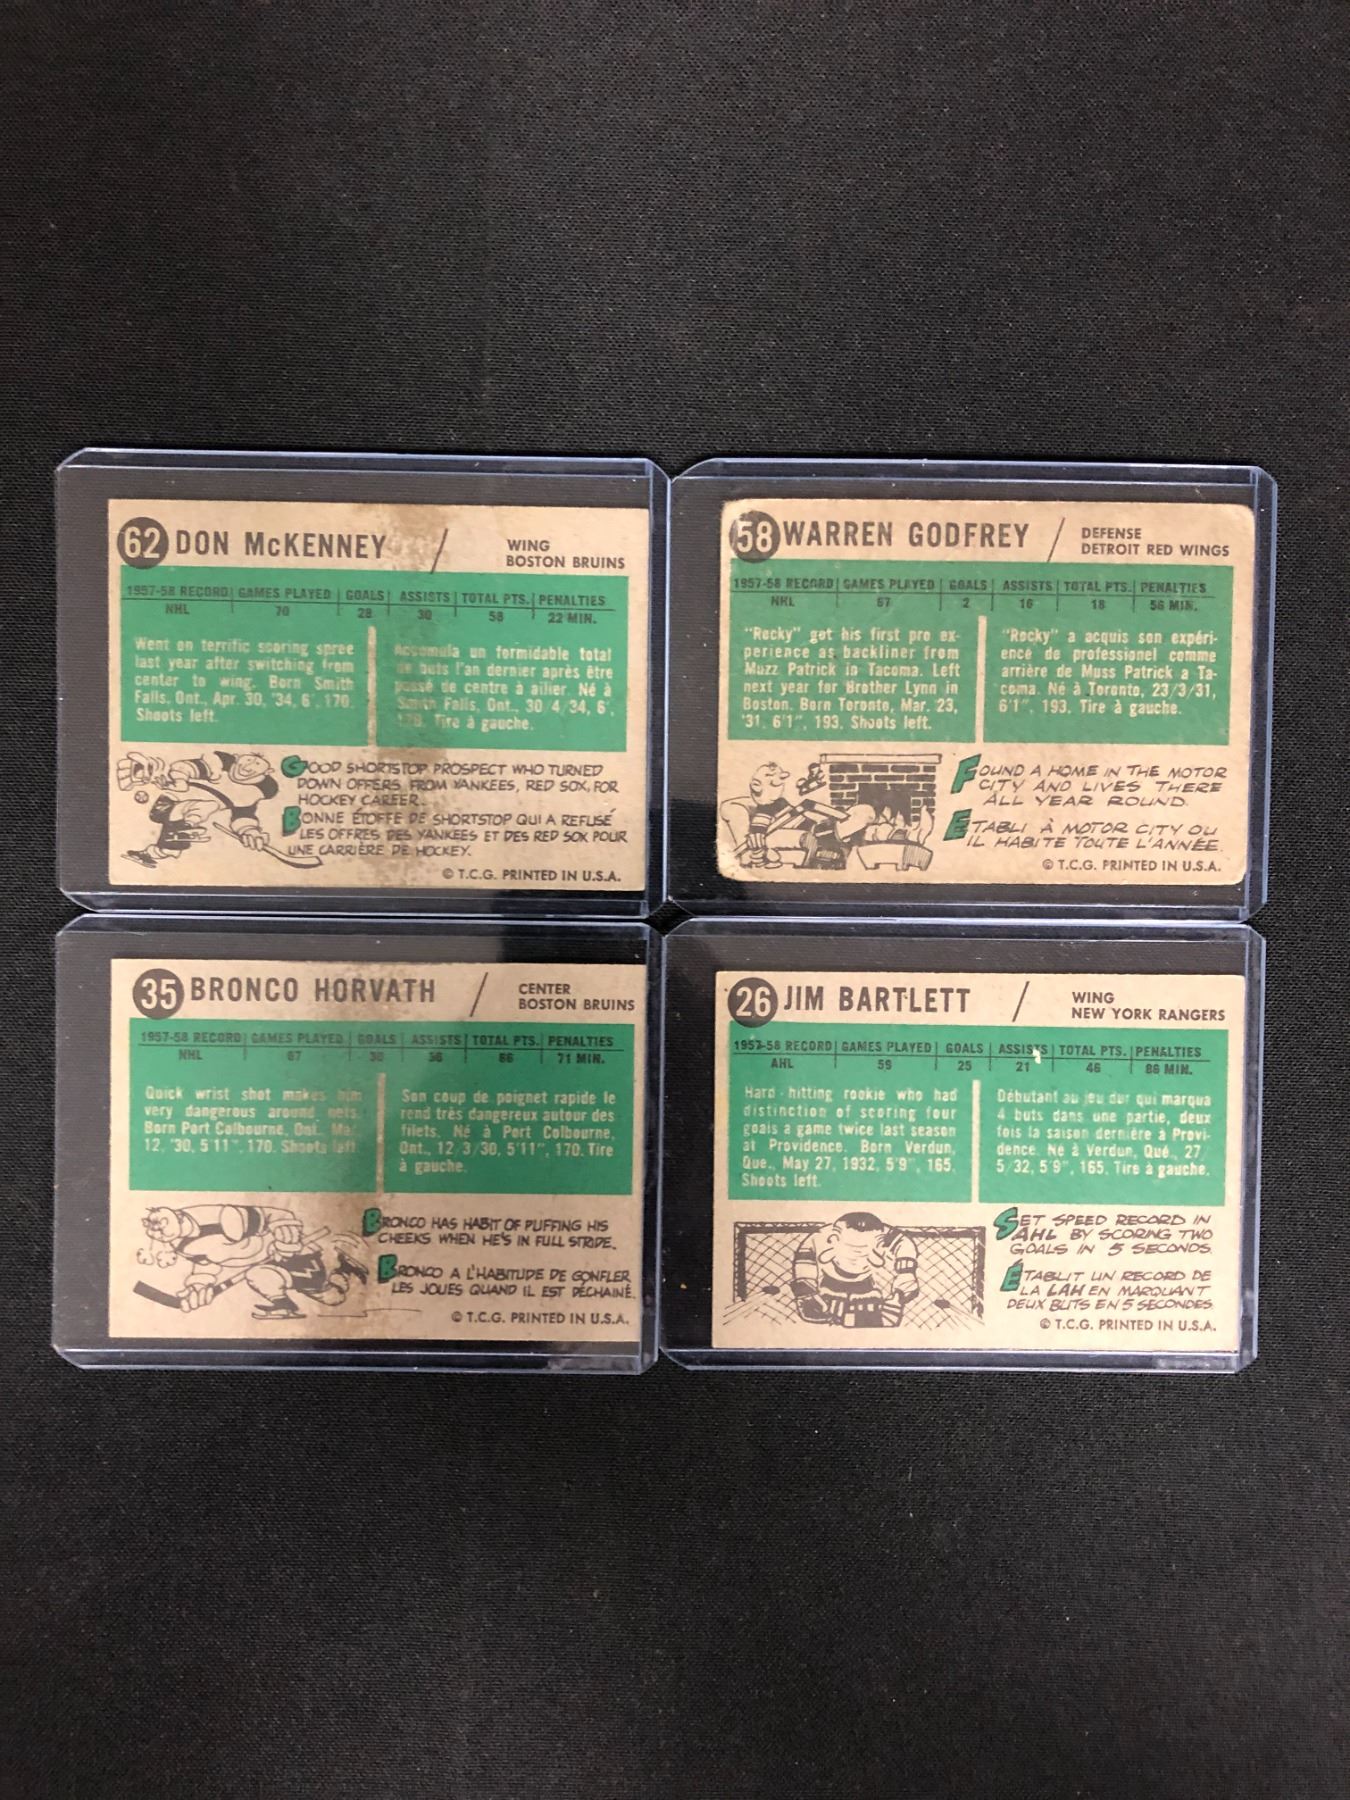 62 DON McKENNEY / WING
BOSTON BRUINS
1957-58 RECORD GAMES PLAYED GOALS ASSISTS TOTAL PTS. PENALTIES
NHL 70 28 30 58 22 MIN.
Went on terrific scoring spree
last year after switching from
center to wing. Born Smith
Falls, Ont., Apr. 30, '34, 6', 170.
Shoots left.
Accumula un formidable total
de buts l'an dernier après être
passé de centre à ailier. Né à
Smith Falls, Ont., 30/4/34, 6',
170. Tire à gauche.
GOOD SHORTSTOP PROSPECT WHO TURNED
DOWN OFFERS FROM YANKEES, RED SOX, FOR
HOCKEY CAREER.
BONNE ÉTOFFE DE SHORTSTOP QUI A REFUSÉ
LES OFFRES DES YANKEES ET DES RED SOX POUR
UNE CARRIÈRE DE HOCKEY.
© T.C.G. PRINTED IN U.S.A.
58 WARREN GODFREY / DEFENSE
DETROIT RED WINGS
1957-58 RECORD GAMES PLAYED GOALS ASSISTS TOTAL PTS. PENALTIES
NHL 67 2 16 18 56 MIN.
"Rocky" got his first pro ex-
perience as backliner from
Muzz Patrick in Tacoma. Left
next year for Brother Lynn in
Boston. Born Toronto, Mar. 23,
'31, 6'1", 193. Shoots left.
"Rocky" a acquis son expéri-
ence de professionel comme
arrière de Muss Patrick a Ta-
coma. Né à Toronto, 23/3/31,
6'1", 193. Tire à gauche.
FOUND A HOME IN THE MOTOR
CITY AND LIVES THERE
ALL YEAR ROUND.
ETABLI À MOTOR CITY OU
IL HABITE TOUTE L'ANNÉE.
© T.C.G. PRINTED IN U.S.A.
35 BRONCO HORVATH / CENTER
BOSTON BRUINS
1957-58 RECORD GAMES PLAYED GOALS ASSISTS TOTAL PTS. PENALTIES
NHL 67 30 36 66 71 MIN.
Quick wrist shot makes him
very dangerous around nets.
Born Port Colbourne, Ont., Mar.
12, '30, 5'11", 170. Shoots left.
Son coup de poignet rapide le
rend très dangereux autour des
filets. Né à Port Colbourne,
Ont., 12/3/30, 5'11", 170. Tire
à gauche.
BRONCO HAS HABIT OF PUFFING HIS
CHEEKS WHEN HE'S IN FULL STRIDE.
BRONCO A L'HABITUDE DE GONFLER
LES JOUES QUAND IL EST DÉCHAINÉ.
© T.C.G. PRINTED IN U.S.A.
26 JIM BARTLETT / WING
NEW YORK RANGERS
1957-58 RECORD GAMES PLAYED GOALS ASSISTS TOTAL PTS. PENALTIES
AHL 59 25 21 46 86 MIN.
Hard-hitting rookie who had
distinction of scoring four
goals a game twice last season
at Providence. Born Verdun,
Que., May 27, 1932, 5'9", 165.
Shoots left.
Débutant au jeu dur qui marqua
4 buts dans une partie, deux
fois la saison dernière à Provi-
dence. Né à Verdun, Qué., 27/
5/32, 5'9", 165. Tire à gauche.
SET SPEED RECORD IN
AHL BY SCORING TWO
GOALS IN 5 SECONDS.
ÉTABLIT UN RECORD DE
LA LAH EN MARQUANT
DEUX BUTS EN 5 SECONDES.
© T.C.G. PRINTED IN U.S.A.